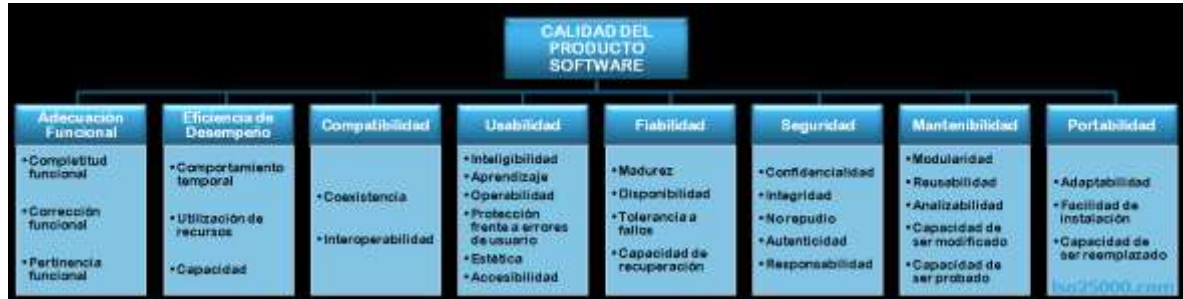 CALIDAD DEL
PRODUCTO
SOFTWARE
Adecuación
Funcional
•Completitud
funcional
•Corrección
funcional
•Pertinencia
funcional
Eficiencia de
Desempeño
•Comportamiento
temporal
•Utilización de
recursos
•Capacidad
Compatibilidad
•Coexistencia
•Interoperabilidad
Usabilidad
•Inteligibilidad
•Aprendizaje
•Operabilidad
•Protección
frente a errores
de usuario
•Estética
•Accesibilidad
Fiabilidad
•Madurez
•Disponibilidad
•Tolerancia a
fallos
•Capacidad de
recuperación
Seguridad
•Confidencialidad
•Integridad
•No repudio
•Autenticidad
•Responsabilidad
Mantenibilidad
•Modularidad
•Reusabilidad
•Analizabilidad
•Capacidad de
ser modificado
•Capacidad de
ser probado
Portabilidad
•Adaptabilidad
•Facilidad de
instalación
•Capacidad de
ser reemplazado
iso25000.com